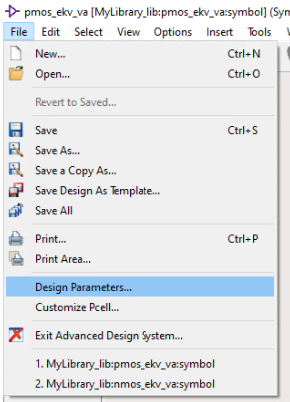 pmos_ekv_va [MyLibrary_lib:pmos_ekv_va:symbol] (Sym
File Edit Select View Options Insert Tools
New... Ctrl+N
Open... Ctrl+O
Revert to Saved...
Save Ctrl+S
Save As...
Save a Copy As...
Save Design As Template...
Save All
Print... Ctrl+P
Print Area...
Design Parameters...
Customize Pcell...
Exit Advanced Design System...
1. MyLibrary_lib:pmos_ekv_va:symbol
2. MyLibrary_lib:nmos_ekv_va:symbol